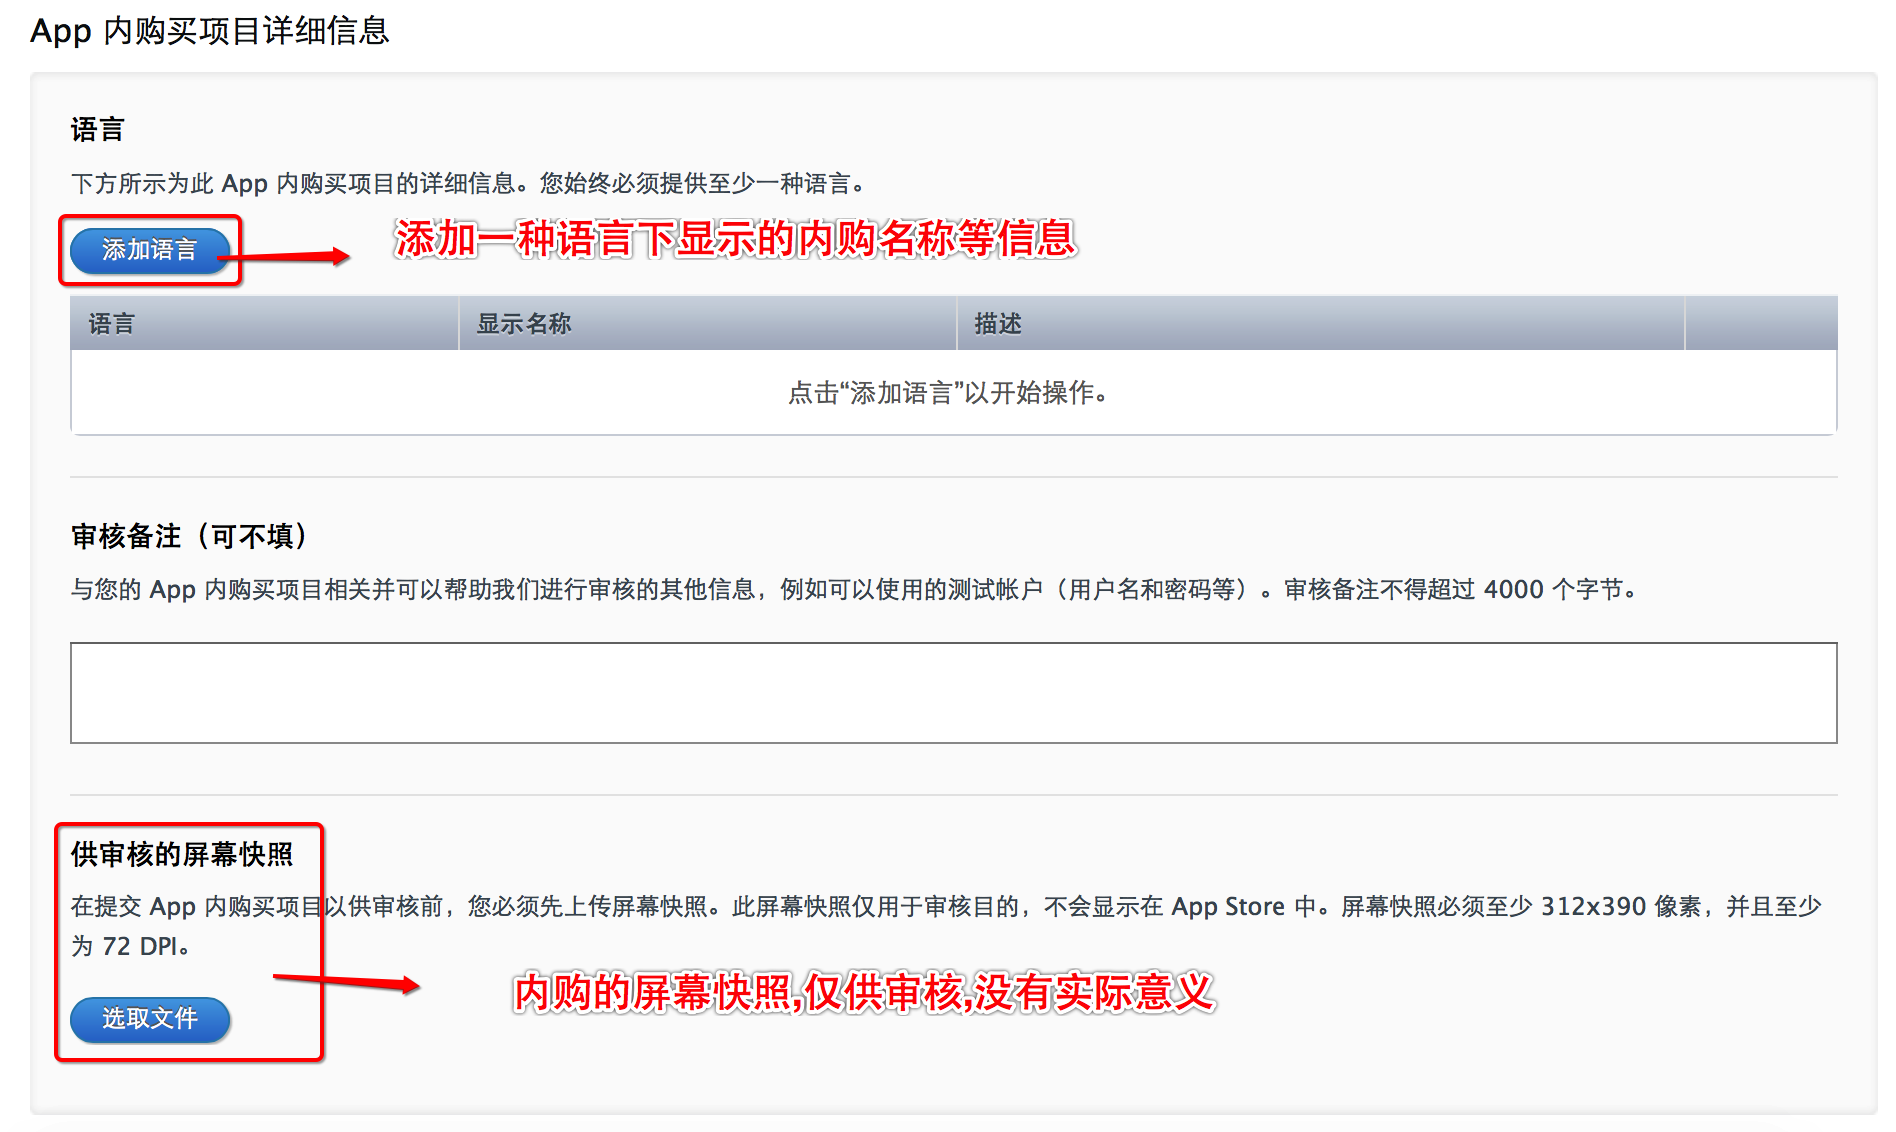 App 内购买项目详细信息
语言
下方所示为此 App 内购买项目的详细信息。您始终必须提供至少一种语言。
添加语言
添加一种语言下显示的内购名称等信息
语言 显示名称 描述
点击“添加语言”以开始操作。
审核备注（可不填）
与您的 App 内购买项目相关并可以帮助我们进行审核的其他信息，例如可以使用的测试帐户（用户名和密码等）。审核备注不得超过 4000 个字节。
供审核的屏幕快照
在提交 App 内购买项目以供审核前，您必须先上传屏幕快照。此屏幕快照仅用于审核目的，不会显示在 App Store 中。屏幕快照必须至少 312x390 像素，并且至少
为 72 DPI。
内购的屏幕快照,仅供审核,没有实际意义
选取文件